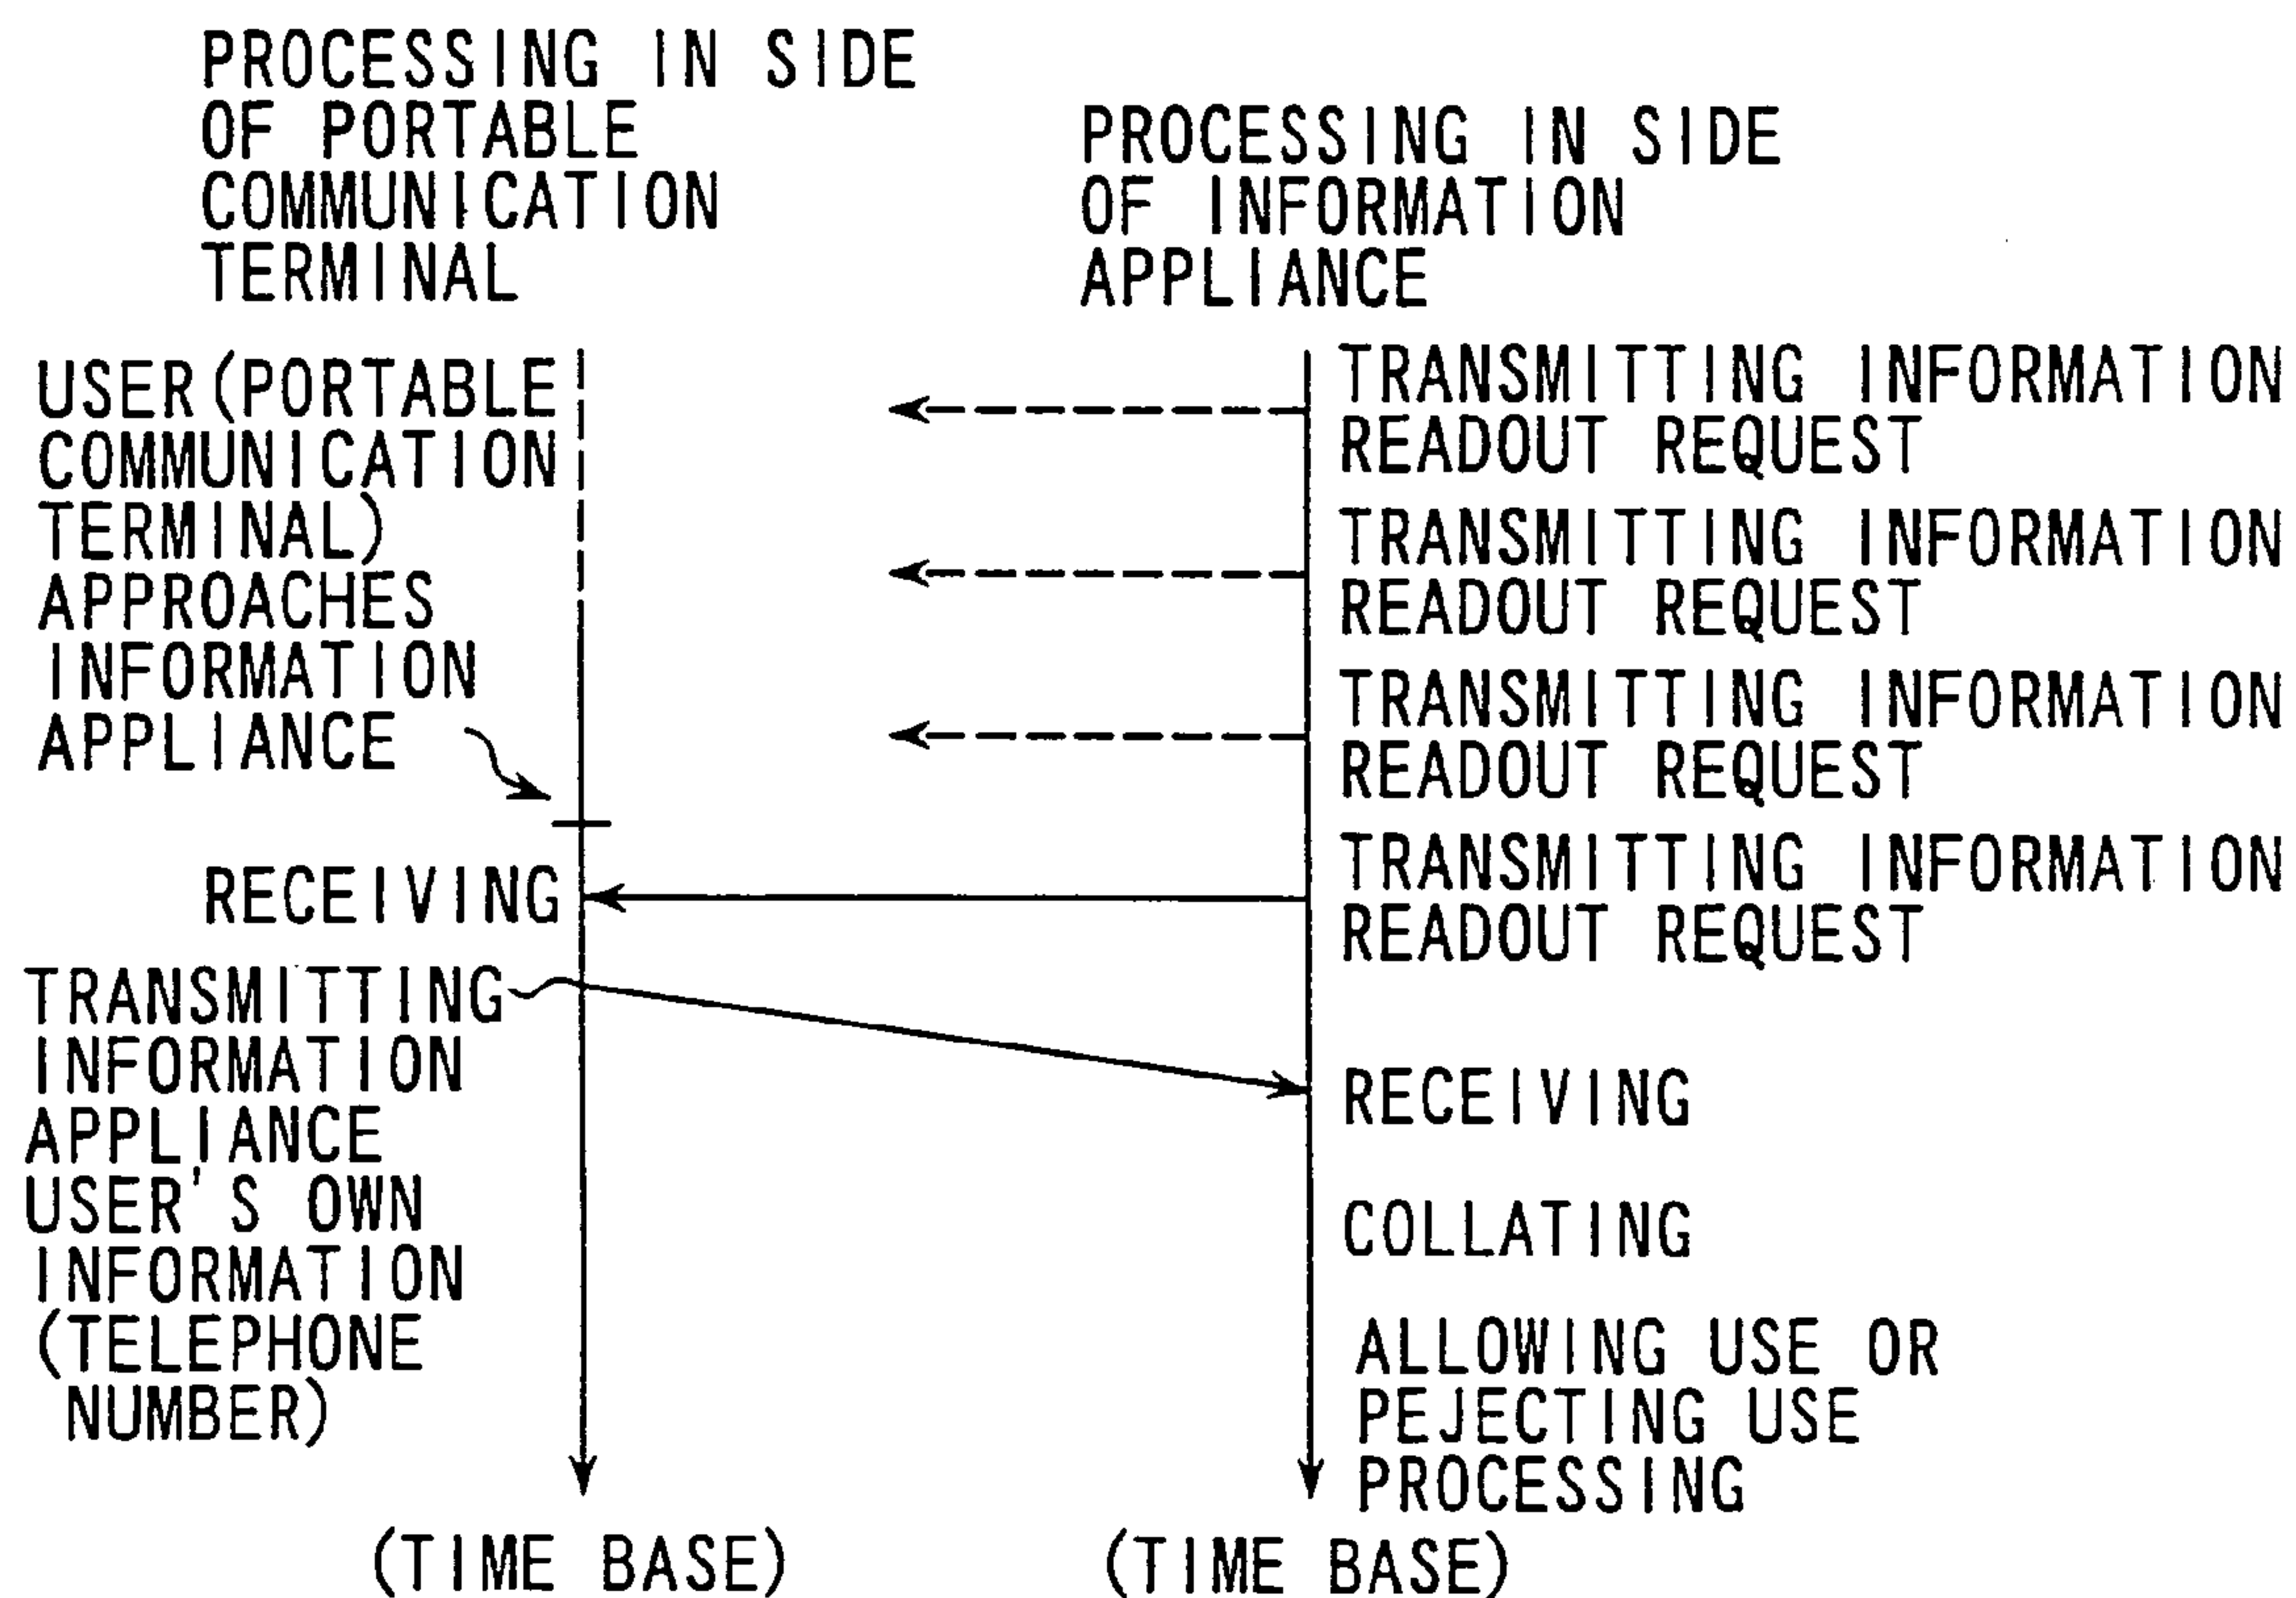 PROCESSING IN SIDE
OF PORTABLE
COMMUNICATION
TERMINAL
PROCESSING IN SIDE
OF INFORMATION
APPLIANCE
USER(PORTABLE
COMMUNICATION
TERMINAL)
APPROACHES
INFORMATION
APPLIANCE
TRANSMITTING INFORMATION
READOUT REQUEST
TRANSMITTING INFORMATION
READOUT REQUEST
TRANSMITTING INFORMATION
READOUT REQUEST
TRANSMITTING INFORMATION
READOUT REQUEST
RECEIVING
TRANSMITTING
INFORMATION
APPLIANCE
USER'S OWN
INFORMATION
(TELEPHONE
NUMBER)
RECEIVING
COLLATING
ALLOWING USE OR
PEJECTING USE
PROCESSING
(TIME BASE)
(TIME BASE)